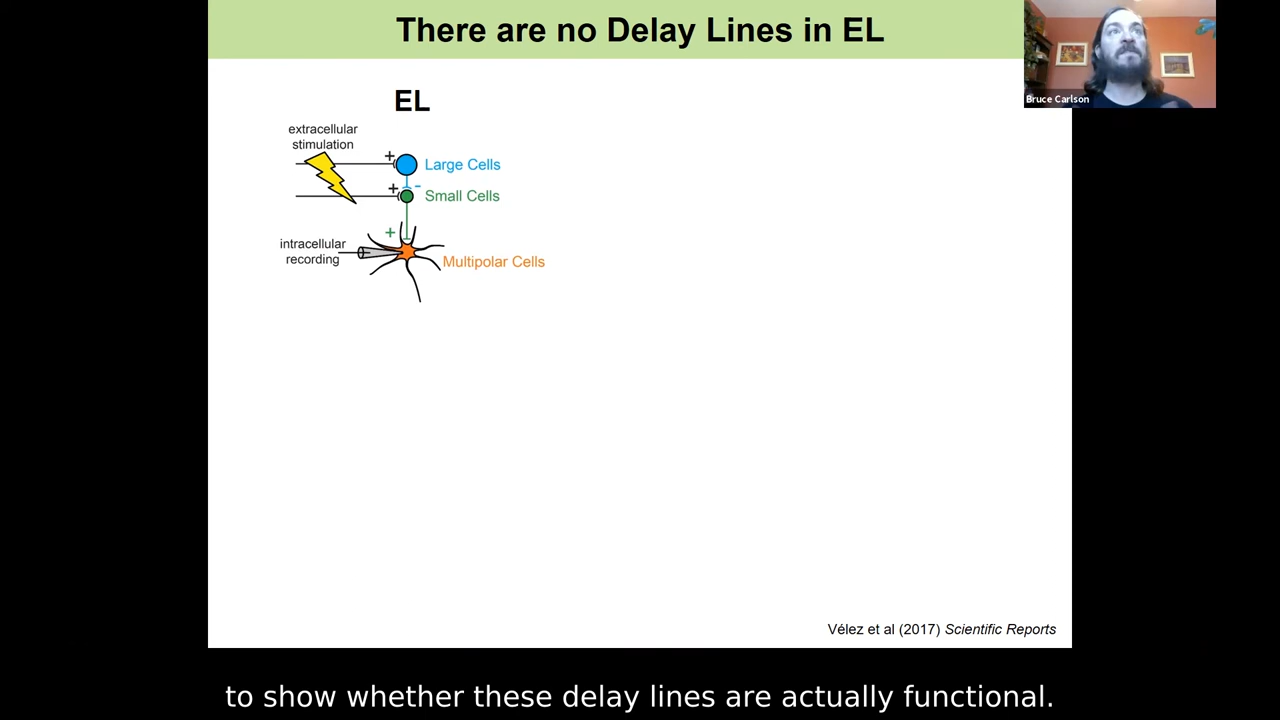 There are no Delay Lines in EL
Bruce Carlson
EL
extracellular
stimulation
+
Large Cells
-
+
Small Cells
+
intracellular
recording
Multipolar Cells
Vélez et al (2017) Scientific Reports
to show whether these delay lines are actually functional.